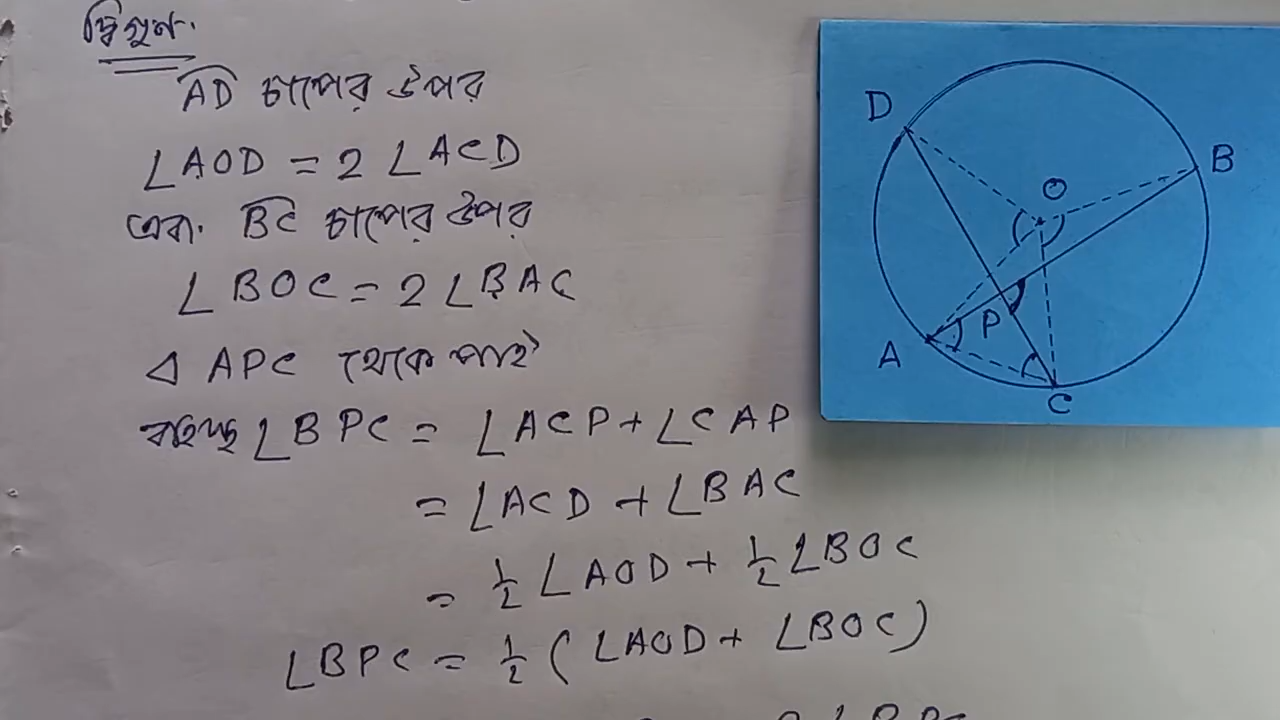 দ্বিগুন.
AD চাপের উপর
∠AOD = 2 ∠ACD
এবং BC চাপের উপর
∠BOC = 2 ∠BAC
△ APC থেকে পাই
বহিঃস্থ ∠BPC = ∠ACP + ∠CAP
= ∠ACD + ∠BAC
= 1/2 ∠AOD + 1/2 ∠BOC
∠BPC = 1/2 (∠AOD + ∠BOC)
D
B
O
P
A
C